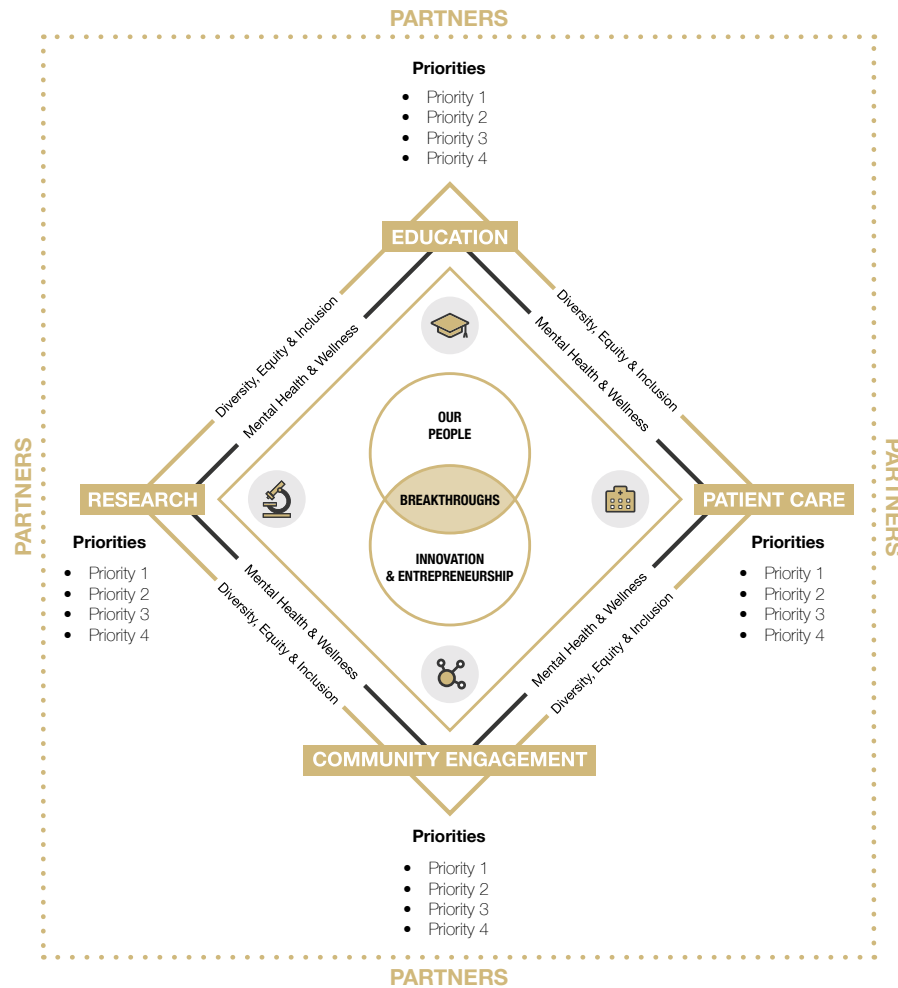 PARTNERS
Priorities
• Priority 1
• Priority 2
• Priority 3
• Priority 4
EDUCATION
Diversity, Equity & Inclusion
Mental Health & Wellness
Diversity, Equity & Inclusion
Mental Health & Wellness
OUR
PEOPLE
BREAKTHROUGHS
INNOVATION
& ENTREPRENEURSHIP
PARTNERS
RESEARCH
Priorities
• Priority 1
• Priority 2
• Priority 3
• Priority 4
PATIENT CARE
Priorities
• Priority 1
• Priority 2
• Priority 3
• Priority 4
PARTNERS
Mental Health & Wellness
Diversity, Equity & Inclusion
Mental Health & Wellness
Diversity, Equity & Inclusion
COMMUNITY ENGAGEMENT
Priorities
• Priority 1
• Priority 2
• Priority 3
• Priority 4
PARTNERS